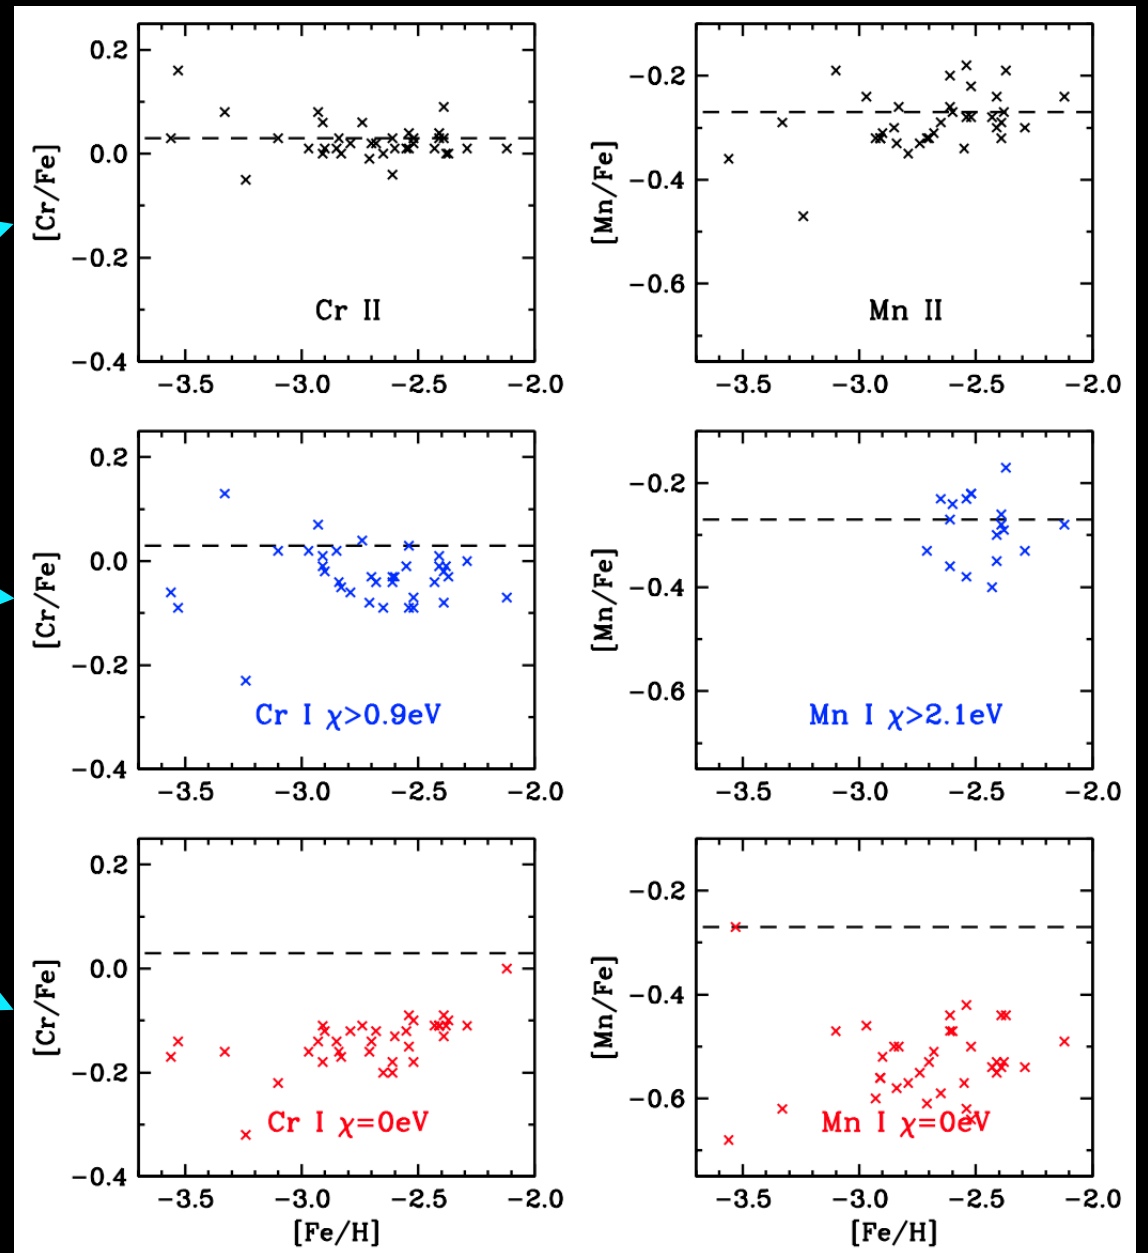 0.2
0.0
−0.2
−0.4
[Cr/Fe]
Cr II
−3.5 −3.0 −2.5 −2.0
−0.2
−0.4
−0.6
[Mn/Fe]
Mn II
−3.5 −3.0 −2.5 −2.0
0.2
0.0
−0.2
−0.4
[Cr/Fe]
Cr I χ>0.9eV
−3.5 −3.0 −2.5 −2.0
−0.2
−0.4
−0.6
[Mn/Fe]
Mn I χ>2.1eV
−3.5 −3.0 −2.5 −2.0
0.2
0.0
−0.2
−0.4
[Cr/Fe]
Cr I χ=0eV
−3.5 −3.0 −2.5 −2.0
[Fe/H]
−0.2
−0.4
−0.6
[Mn/Fe]
Mn I χ=0eV
−3.5 −3.0 −2.5 −2.0
[Fe/H]